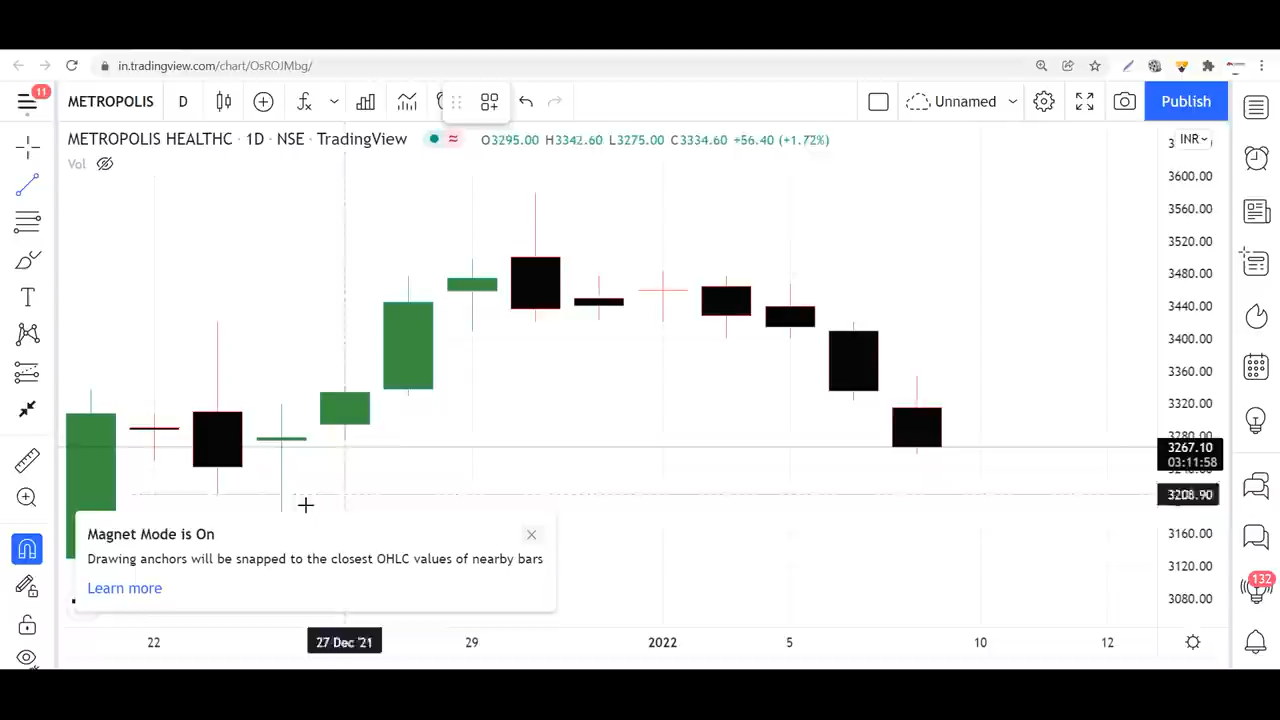 in.tradingview.com/chart/OsROJMbg/
11
METROPOLIS D
Unnamed
Publish
METROPOLIS HEALTHC · 1D · NSE · TradingView
O3295.00 H3342.60 L3275.00 C3334.60 +56.40 (+1.72%)
INR
Vol
3600.00
3560.00
3520.00
3480.00
3440.00
3400.00
3360.00
3320.00
3280.00
3267.10
03:11:58
3208.90
3160.00
3120.00
3080.00
Magnet Mode is On
Drawing anchors will be snapped to the closest OHLC values of nearby bars
Learn more
132
22
27 Dec '21
29
2022
5
10
12